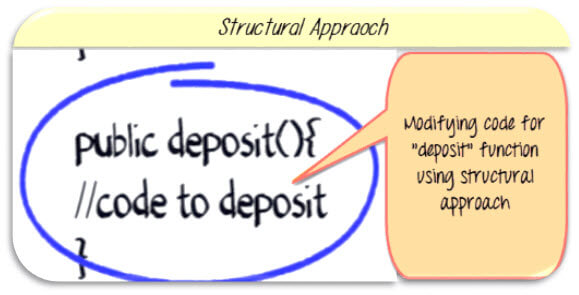 Structural Appraoch
}
public deposit(){
//code to deposit
}
Modifying code for
"deposit" function
using structural
approach